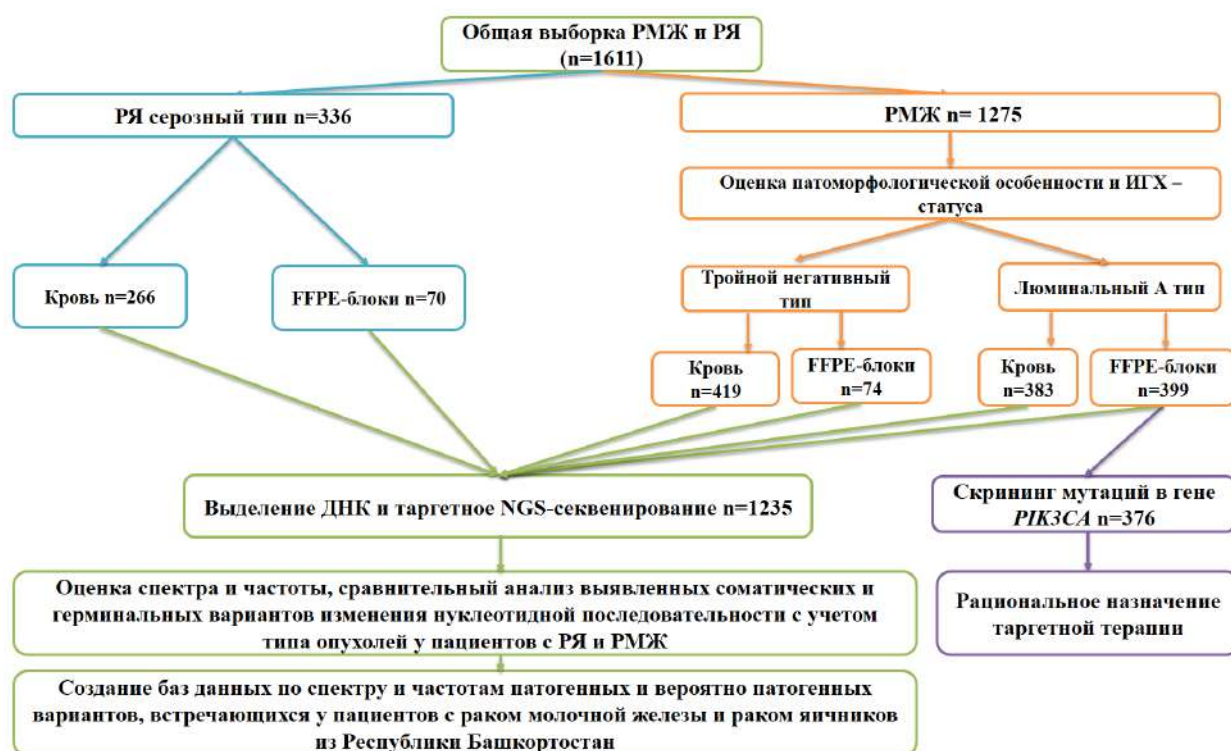 Общая выборка РМЖ и РЯ
(n=1611)
РЯ серозный тип n=336
РМЖ n= 1275
Оценка патоморфологической особенности и ИГХ –
статуса
Кровь n=266
FFPE-блоки n=70
Тройной негативный
тип
Люминальный А тип
Кровь
n=419
FFPE-блоки
n=74
Кровь
n=383
FFPE-блоки
n=399
Выделение ДНК и таргетное NGS-секвенирование n=1235
Скрининг мутаций в гене
PIK3CA n=376
Оценка спектра и частоты, сравнительный анализ выявленных соматических и
герминальных вариантов изменения нуклеотидной последовательности с учетом
типа опухолей у пациентов с РЯ и РМЖ
Рациональное назначение
таргетной терапии
Создание баз данных по спектру и частотам патогенных и вероятно патогенных
вариантов, встречающихся у пациентов с раком молочной железы и раком яичников
из Республики Башкортостан